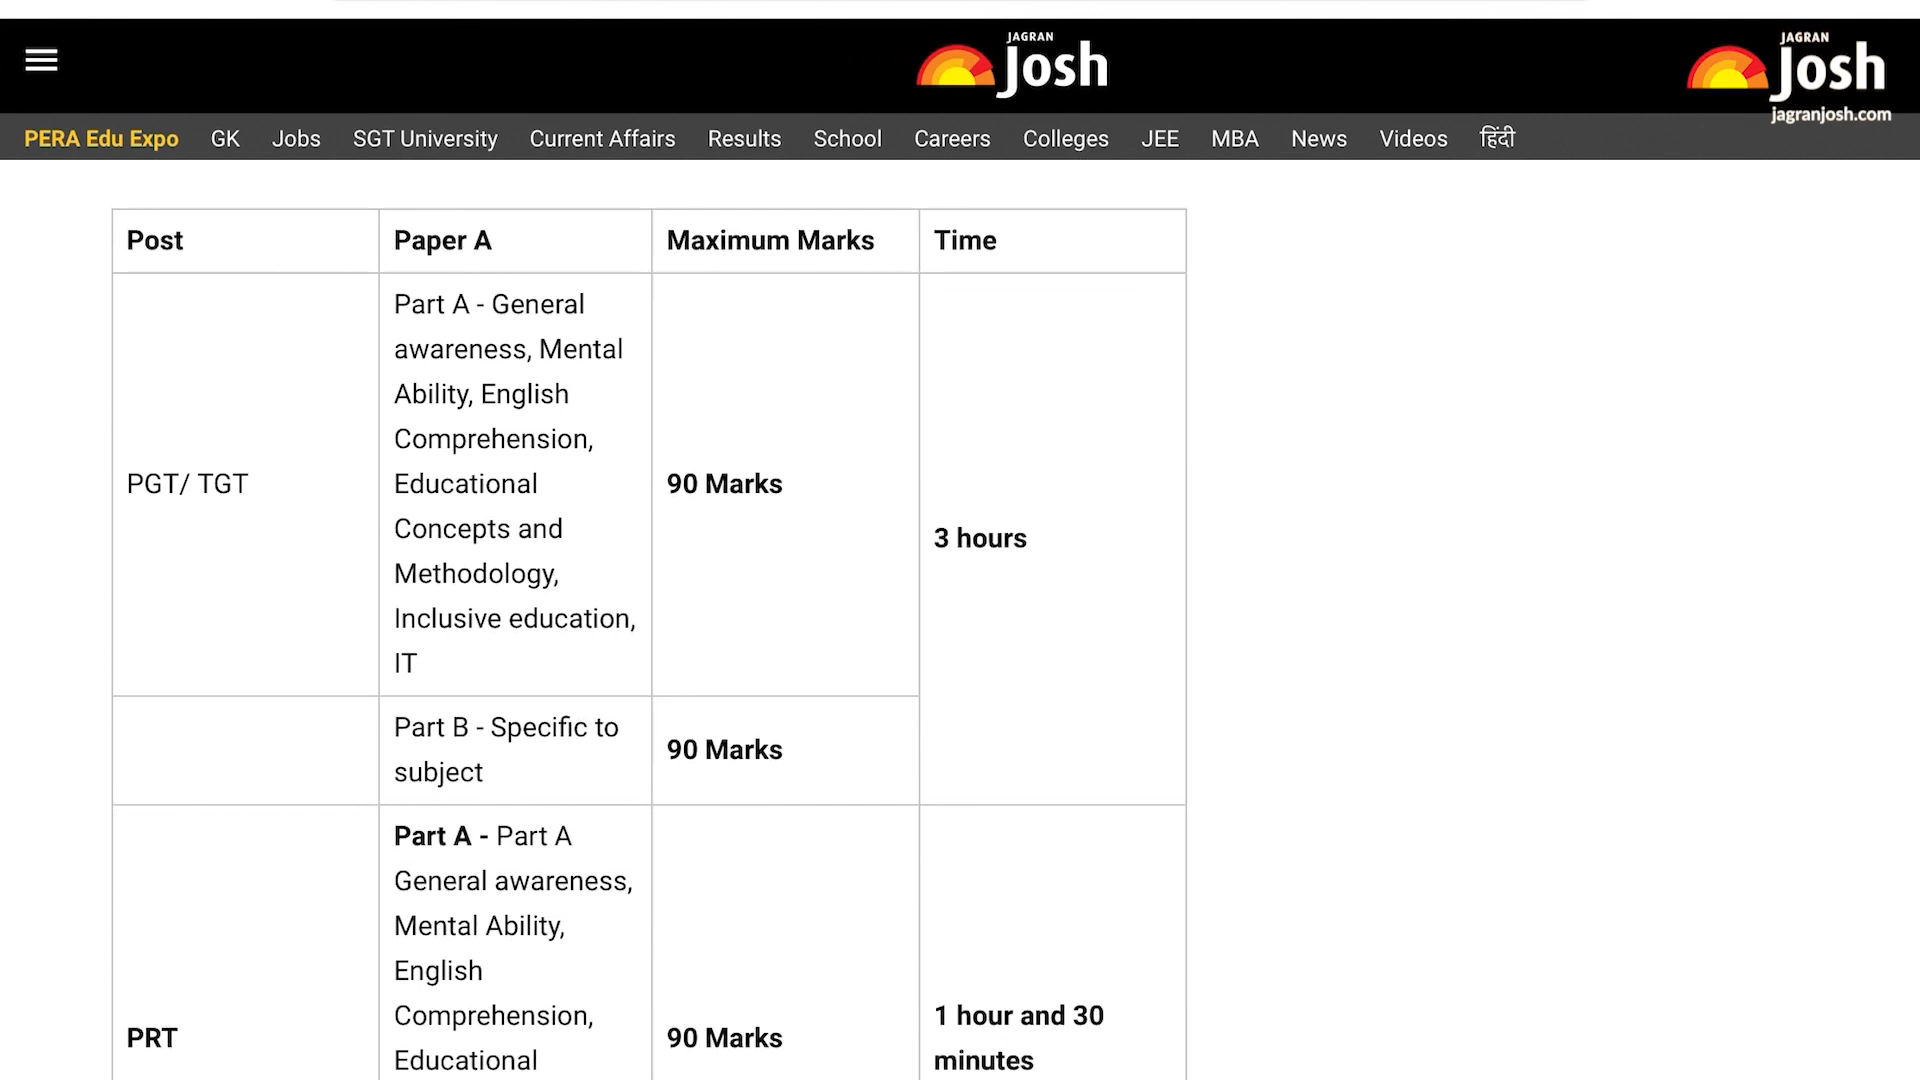 JAGRAN
Josh
JAGRAN
Josh
jagranjosh.com
PERA Edu Expo GK Jobs SGT University Current Affairs Results School Careers Colleges JEE MBA News Videos हिंदी
Post Paper A Maximum Marks Time
Part A - General
awareness, Mental
Ability, English
Comprehension,
PGT/ TGT Educational 90 Marks
Concepts and
3 hours
Methodology,
Inclusive education,
IT
Part B - Specific to
90 Marks
subject
Part A - Part A
General awareness,
Mental Ability,
English
Comprehension, 1 hour and 30
PRT 90 Marks
Educational minutes